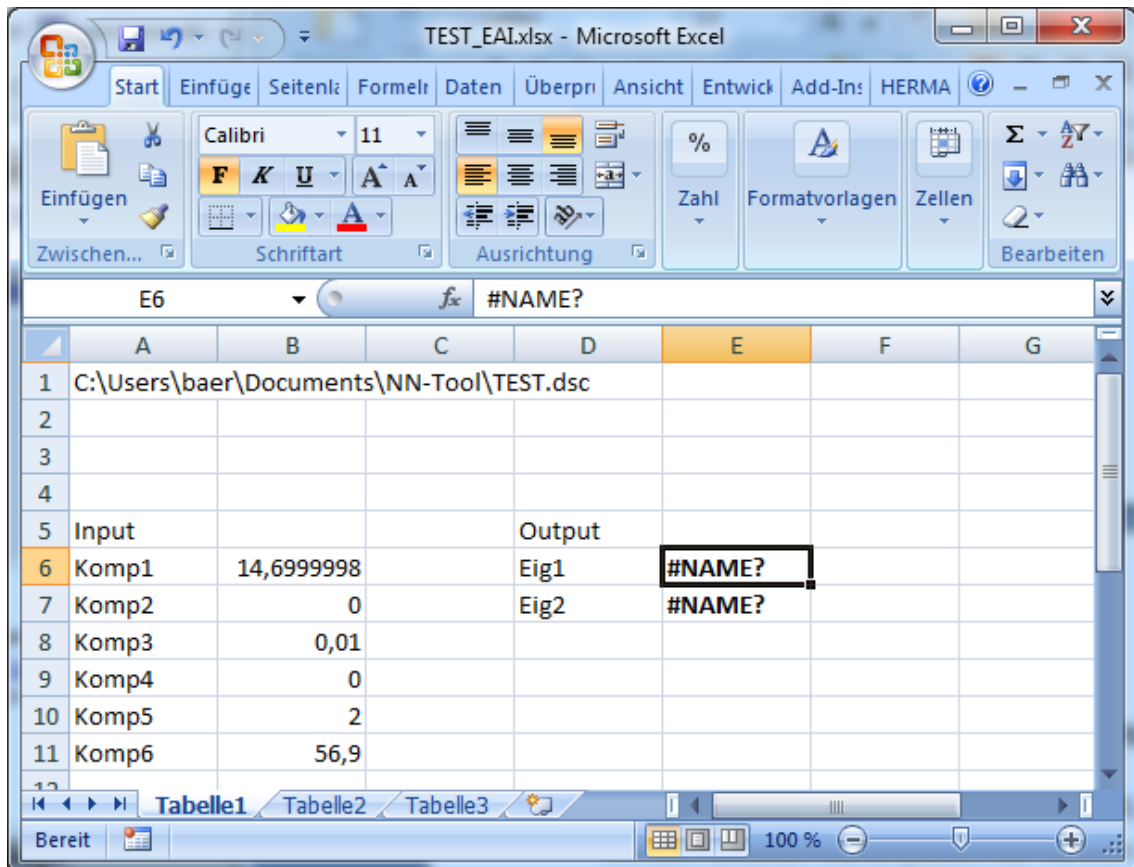 TEST_EAI.xlsx - Microsoft Excel
Start Einfüge Seitenla Formelr Daten Überpri Ansicht Entwick Add-Ins HERMA
Calibri 11 % Σ
F K U A A
Einfügen Zahl Formatvorlagen Zellen
Zwischen... Schriftart Ausrichtung Bearbeiten
E6 fx #NAME?
A B C D E F G
1 C:\Users\baer\Documents\NN-Tool\TEST.dsc
2
3
4
5 Input Output
6 Komp1 14,6999998 Eig1 #NAME?
7 Komp2 0 Eig2 #NAME?
8 Komp3 0,01
9 Komp4 0
10 Komp5 2
11 Komp6 56,9
Tabelle1 Tabelle2 Tabelle3
Bereit 100 %